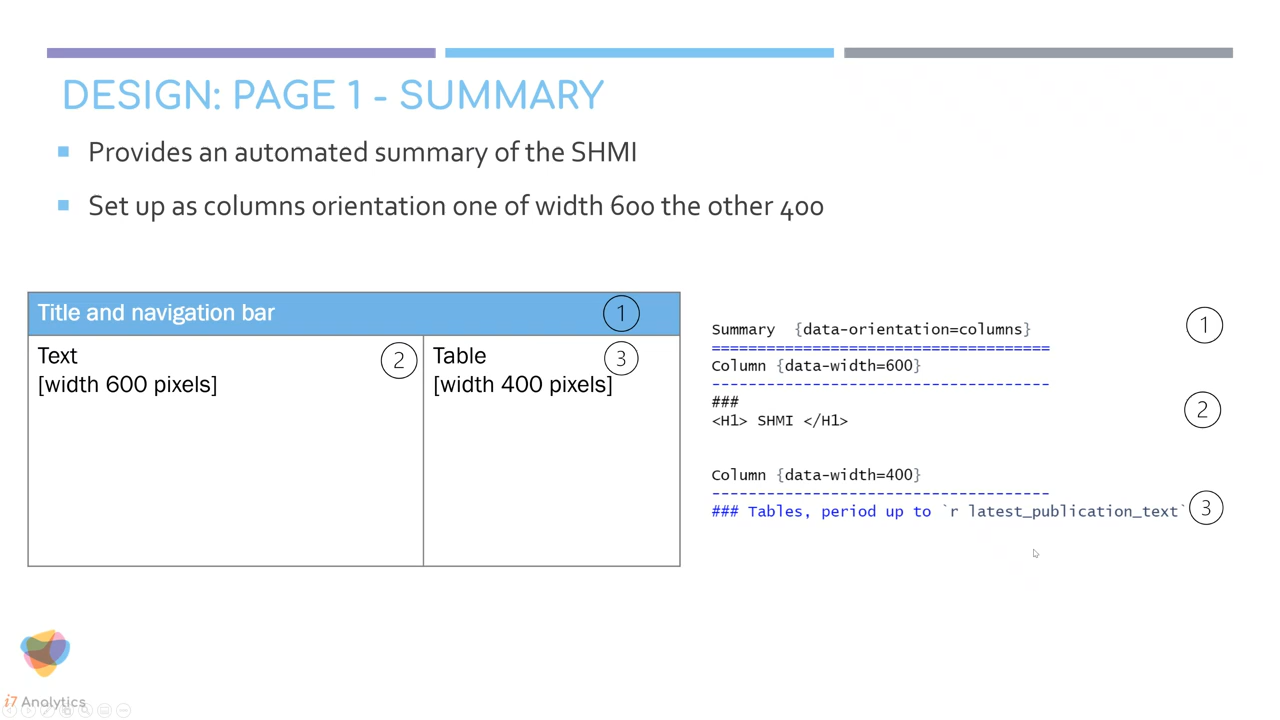 DESIGN: PAGE 1 - SUMMARY
Provides an automated summary of the SHMI
Set up as columns orientation one of width 600 the other 400
Title and navigation bar 1
Text 2
[width 600 pixels]
Table 3
[width 400 pixels]
Summary {data-orientation=columns} 1
=====================================
Column {data-width=600}
-------------------------------------
### 2
<H1> SHMI </H1>
Column {data-width=400}
-------------------------------------
### Tables, period up to `r latest_publication_text` 3
i7 Analytics